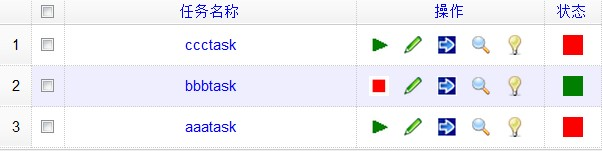 任务名称 操作 状态
1 ccctask
2 bbbtask
3 aaatask